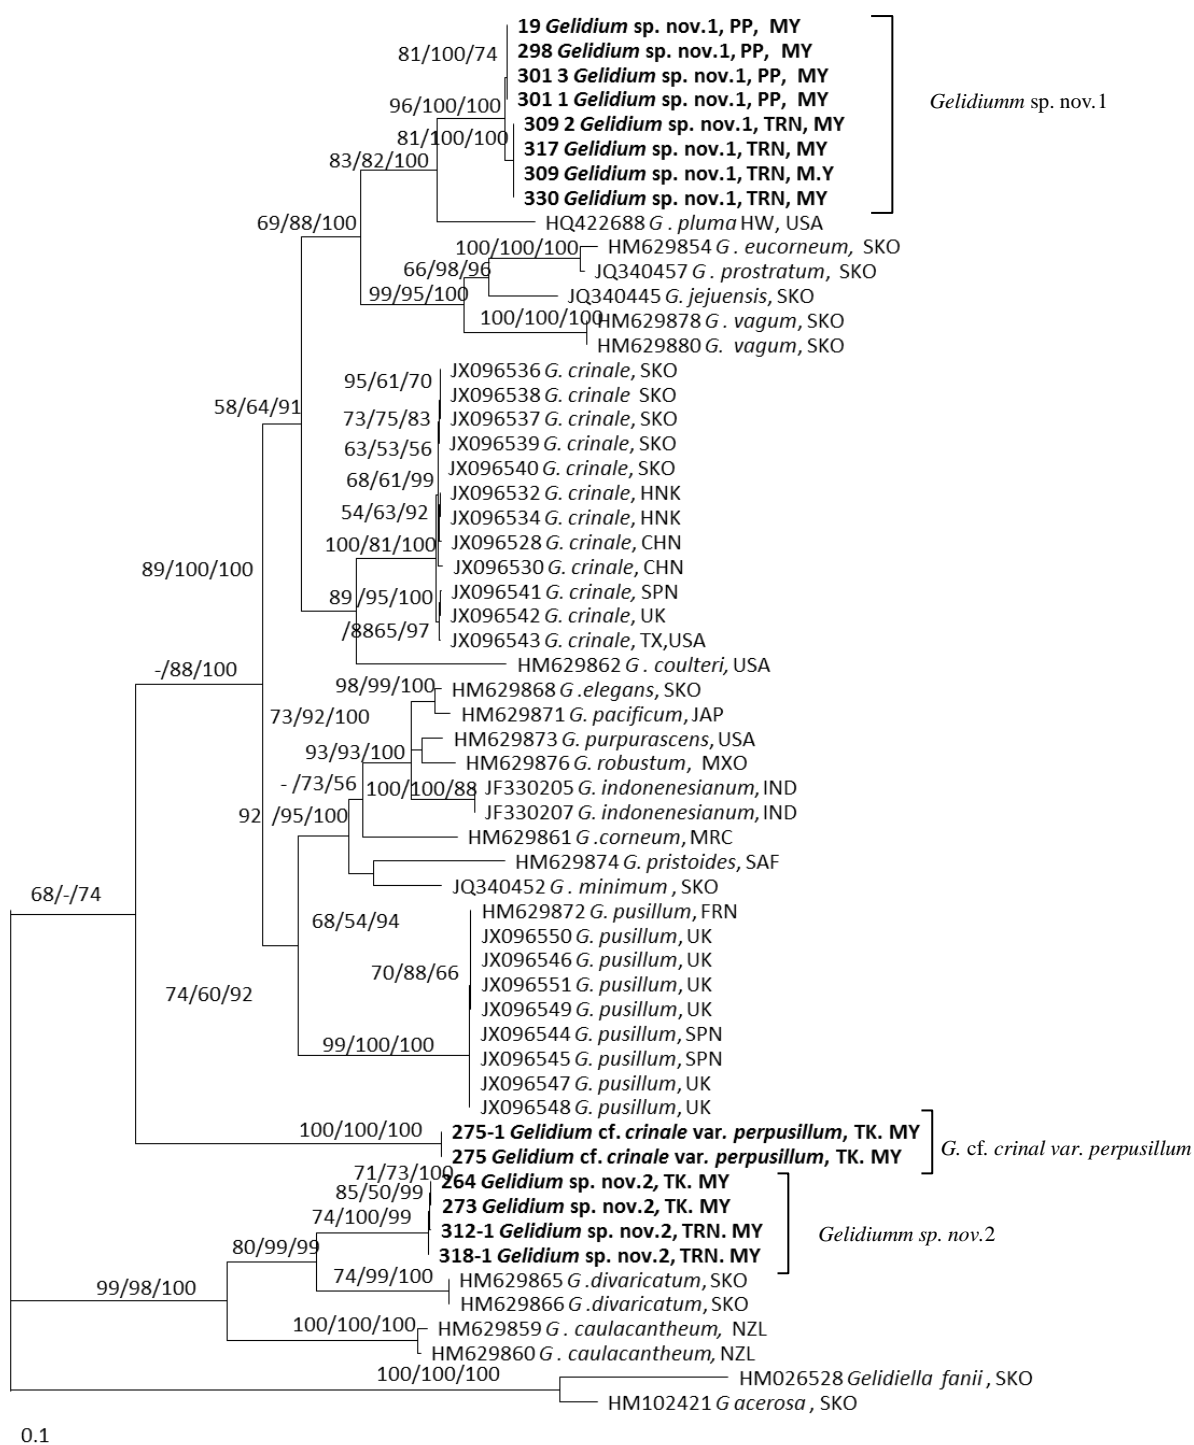 19 Gelidium sp. nov.1, PP, MY
81/100/74
298 Gelidium sp. nov.1, PP, MY
301 3 Gelidium sp. nov.1, PP, MY
96/100/100
301 1 Gelidium sp. nov.1, PP, MY
Gelidiumm sp. nov.1
309 2 Gelidium sp. nov.1, TRN, MY
81/100/100
317 Gelidium sp. nov.1, TRN, MY
83/82/100
309 Gelidium sp. nov.1, TRN, M.Y
330 Gelidium sp. nov.1, TRN, MY
69/88/100
HQ422688 G . pluma HW, USA
100/100/100
HM629854 G . eucorneum, SKO
66/98/96
JQ340457 G . prostratum, SKO
99/95/100
JQ340445 G. jejuensis, SKO
100/100/100
HM629878 G . vagum, SKO
HM629880 G. vagum, SKO
JX096536 G. crinale, SKO
95/61/70
JX096538 G. crinale SKO
58/64/91
73/75/83
JX096537 G. crinale, SKO
63/53/56
JX096539 G. crinale, SKO
JX096540 G. crinale, SKO
68/61/99
JX096532 G. crinale, HNK
54/63/92
JX096534 G. crinale, HNK
100/81/100
JX096528 G. crinale, CHN
89/100/100
JX096530 G. crinale, CHN
89 /95/100
JX096541 G. crinale, SPN
JX096542 G. crinale, UK
/8865/97
JX096543 G. crinale, TX,USA
-/88/100
HM629862 G . coulteri, USA
98/99/100
HM629868 G .elegans, SKO
73/92/100
HM629871 G. pacificum, JAP
HM629873 G. purpurascens, USA
93/93/100
HM629876 G. robustum, MXO
- /73/56
100/100/88
JF330205 G. indonenesianum, IND
92 /95/100
JF330207 G. indonenesianum, IND
HM629861 G .corneum, MRC
HM629874 G. pristoides, SAF
68/-/74
JQ340452 G . minimum , SKO
HM629872 G. pusillum, FRN
68/54/94
JX096550 G. pusillum, UK
JX096546 G. pusillum, UK
70/88/66
JX096551 G. pusillum, UK
74/60/92
JX096549 G. pusillum, UK
JX096544 G. pusillum, SPN
99/100/100
JX096545 G. pusillum, SPN
JX096547 G. pusillum, UK
JX096548 G. pusillum, UK
100/100/100
275-1 Gelidium cf. crinale var. perpusillum, TK. MY
G. cf. crinal var. perpusillum
275 Gelidium cf. crinale var. perpusillum, TK. MY
71/73/100
264 Gelidium sp. nov.2, TK. MY
85/50/99
273 Gelidium sp. nov.2, TK. MY
74/100/99
312-1 Gelidium sp. nov.2, TRN. MY
Gelidiumm sp. nov.2
80/99/99
318-1 Gelidium sp. nov.2, TRN. MY
74/99/100
HM629865 G .divaricatum, SKO
99/98/100
HM629866 G .divaricatum, SKO
100/100/100
HM629859 G . caulacantheum, NZL
HM629860 G . caulacantheum, NZL
100/100/100
HM026528 Gelidiella fanii , SKO
HM102421 G acerosa , SKO
0.1